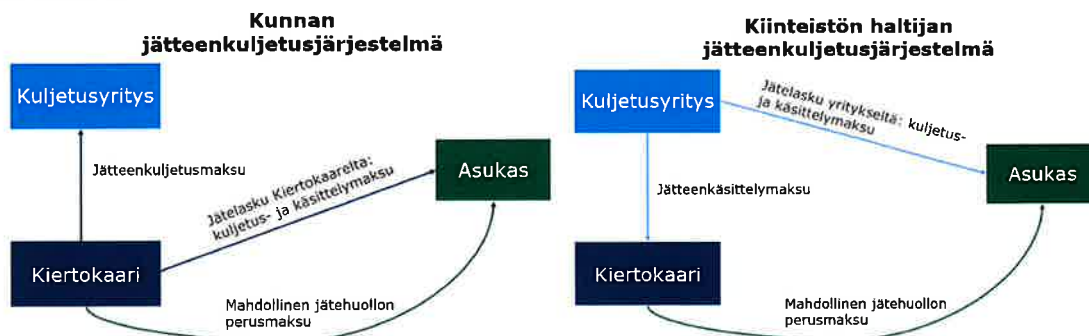 Kunnan
jätteenkuljetusjärjestelmä
Kuljetusyritys
Jätteenkuljetusmaksu
Jätelasku Kiertokaarelta:
kuljetus- ja käsittelymaksu
Asukas
Kiertokaari
Mahdollinen jätehuollon
perusmaksu
Kiinteistön haltijan
jätteenkuljetusjärjestelmä
Kuljetusyritys
Jätelasku yritykseltä: kuljetus-
ja käsittelymaksu
Asukas
Jätteenkäsittelymaksu
Kiertokaari
Mahdollinen jätehuollon
perusmaksu